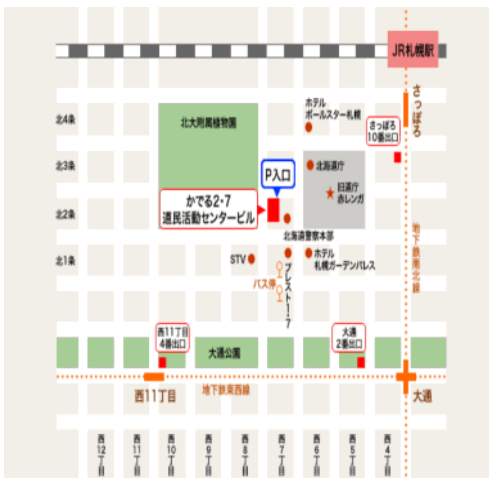 JR札幌駅
さっぽろ
ホテル
ポールスター札幌
北4条
北大附属植物園
さっぽろ
10番出口
北3条
P入口
北海道庁
旧道庁
赤レンガ
かでる2・7
道民活動センタービル
北2条
北海道警察本部
地下鉄南北線
北1条
STV
プレスト1・7
ホテル
札幌ガーデンパレス
バス停
西11丁目
4番出口
大通公園
大通
2番出口
西11丁目
地下鉄東西線
大通
西12丁目
西11丁目
西10丁目
西9丁目
西8丁目
西7丁目
西6丁目
西5丁目
西4丁目